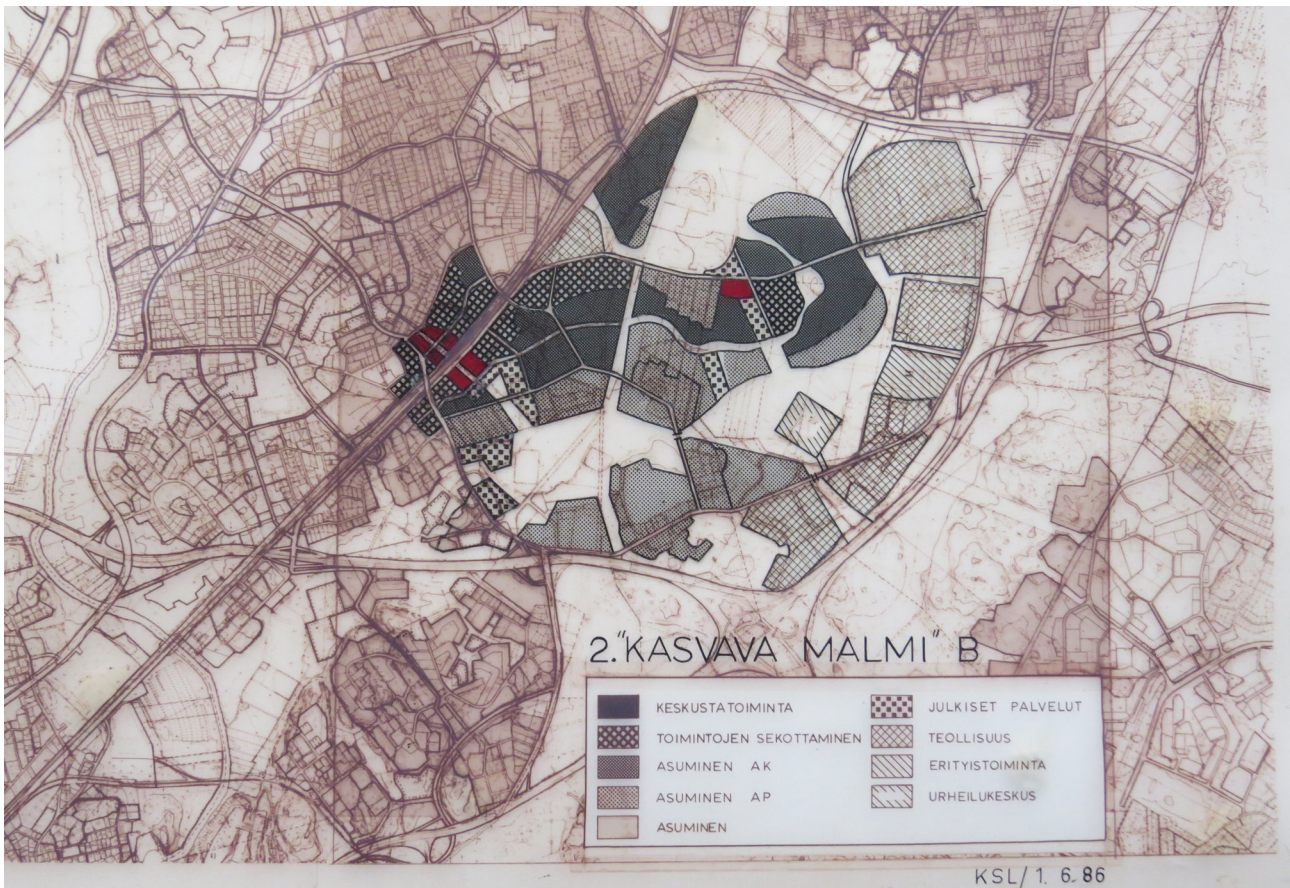 2."KASVAVA MALMI" B
KESKUSTATOIMINTA
TOIMINTOJEN SEKOTTAMINEN
ASUMINEN AK
ASUMINEN AP
ASUMINEN
JULKISET PALVELUT
TEOLLISUUS
ERITYISTOIMINTA
URHEILUKESKUS
KSL/1. 6.86